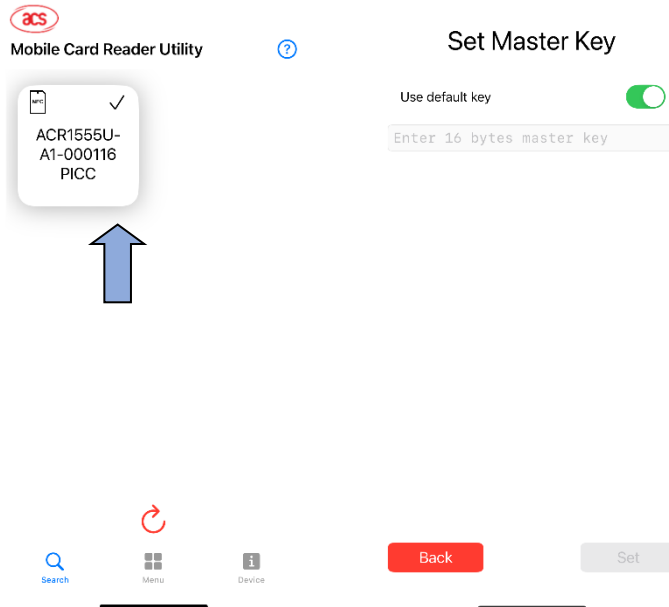 acs
Mobile Card Reader Utility
?
NFC
ACR1555U-
A1-000116
PICC
Search
Menu
Device
Set Master Key
Use default key
Enter 16 bytes master key
Back
Set